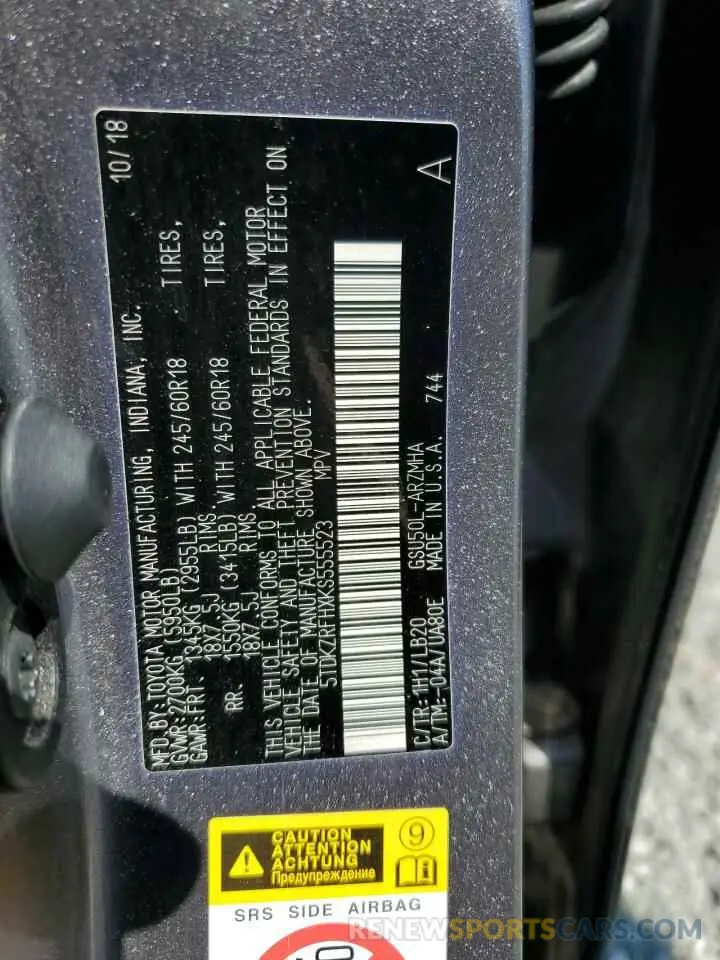 MFD.BY:TOYOTA MOTOR MANUFACTURING, INDIANA, INC. 10/18
GVWR:2700KG(5950LB)
GAWR:FRT. 1345KG (2955LB) WITH 245/60R18 TIRES,
18X7.5J RIMS,
RR. 1550KG (3415LB) WITH 245/60R18 TIRES,
18X7.5J RIMS
THIS VEHICLE CONFORMS TO ALL APPLICABLE FEDERAL MOTOR
VEHICLE SAFETY AND THEFT PREVENTION STANDARDS IN EFFECT ON
THE DATE OF MANUFACTURE SHOWN ABOVE.
5TDKZRFHXKS555523 MPV
C/TR:1H1/LB20 GSU50L-ARZMHA
A/TM:-04A/UA80E MADE IN U.S.A. 744 A
CAUTION
ATTENTION
ACHTUNG
Предупреждение
9
SRS SIDE AIRBAG
RENEWSPORTSCARS.COM